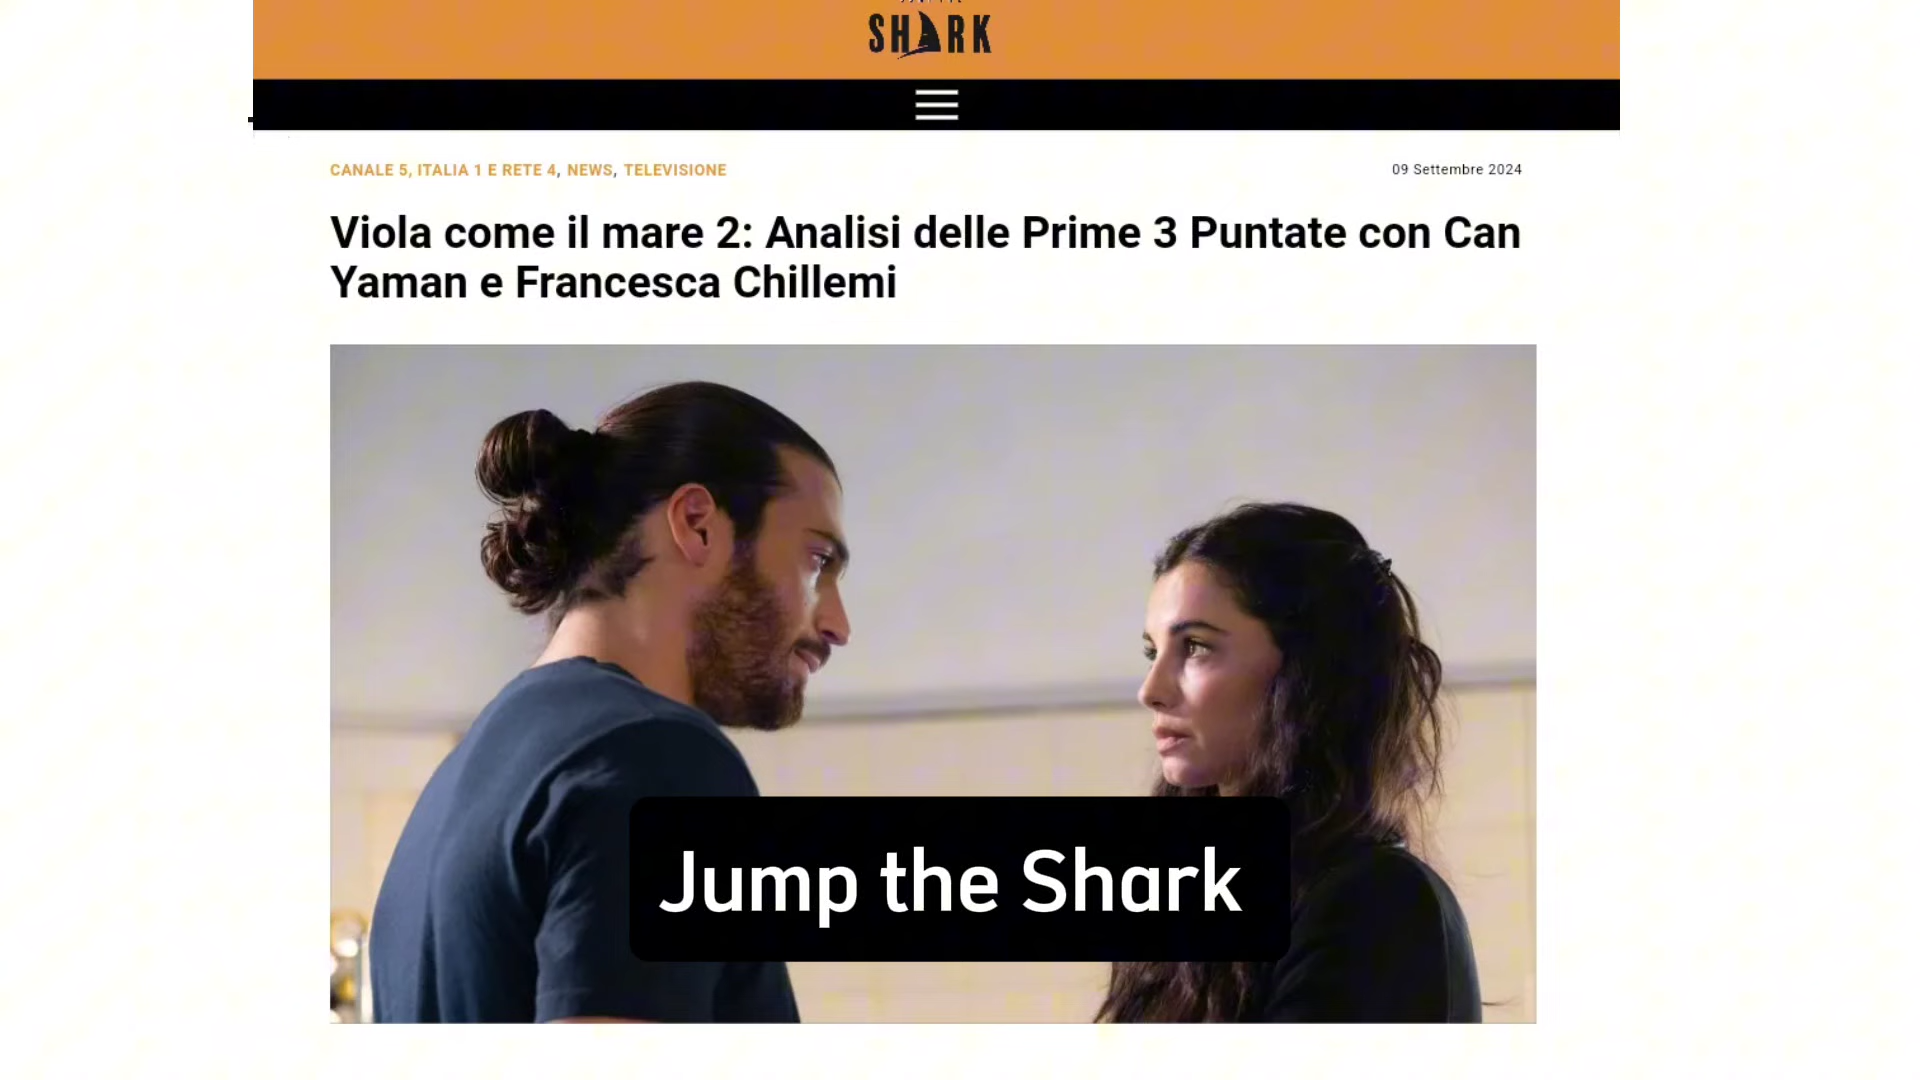 SHARK
CANALE 5, ITALIA 1 E RETE 4, NEWS, TELEVISIONE
09 Settembre 2024
Viola come il mare 2: Analisi delle Prime 3 Puntate con Can
Yaman e Francesca Chillemi
Jump the Shark